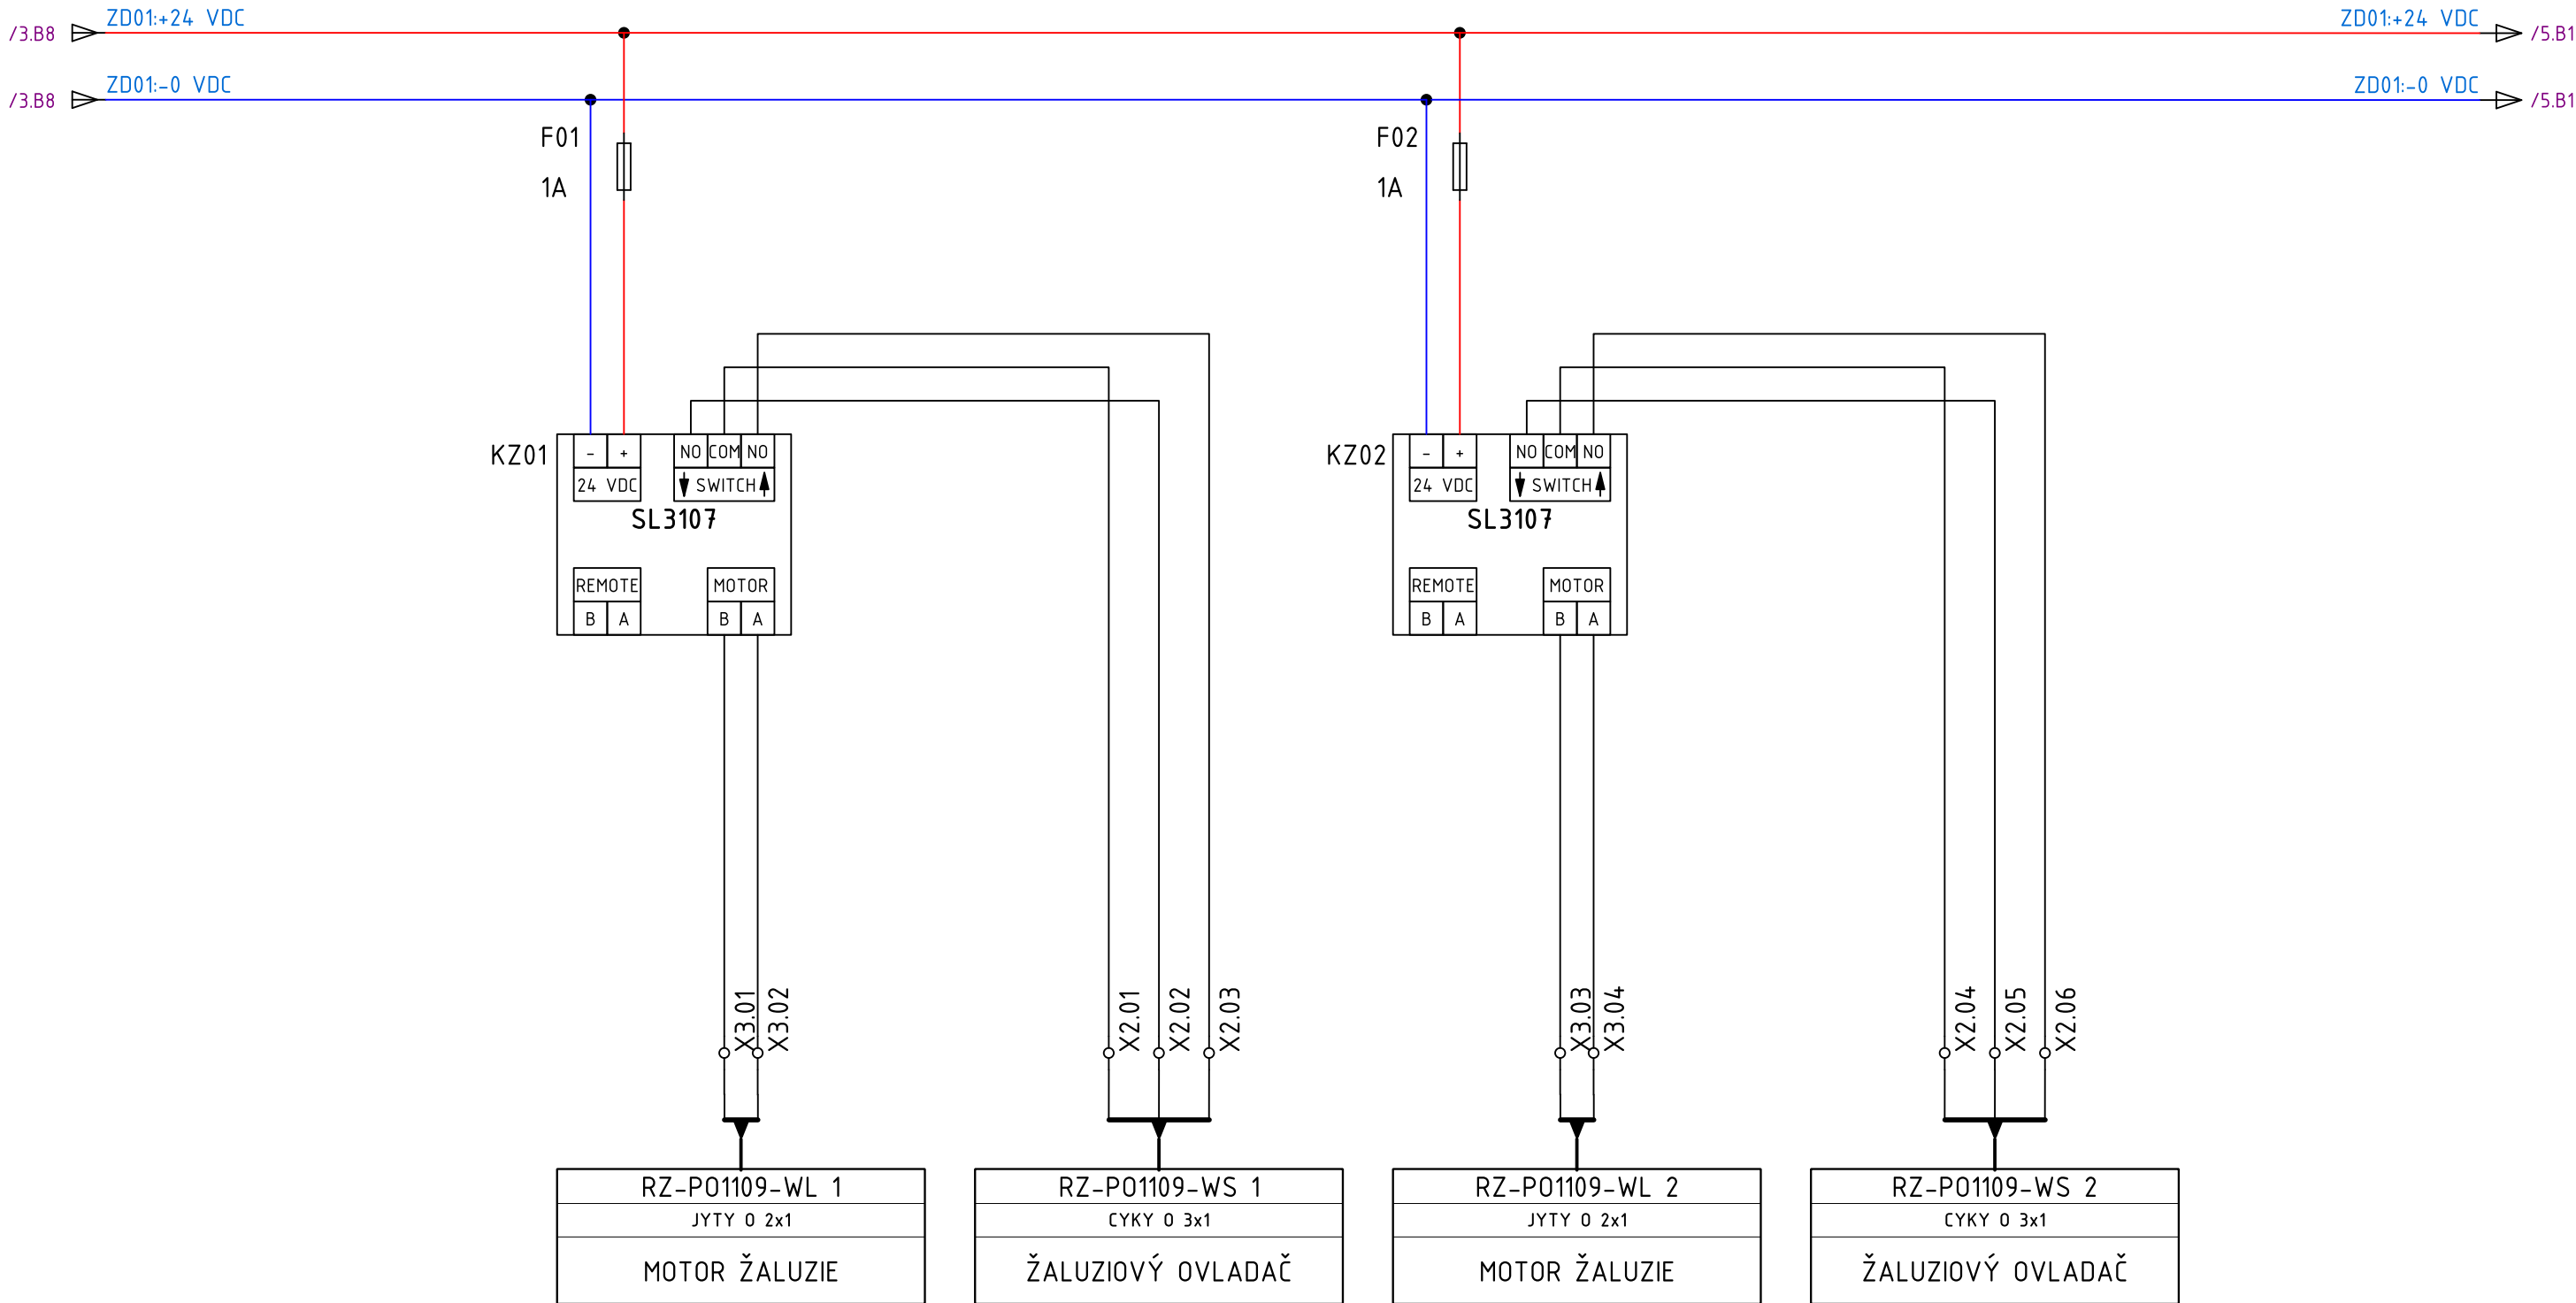 ZD01:+24 VDC
ZD01:+24 VDC
/3.B8
/5.B1
ZD01:-0 VDC
ZD01:-0 VDC
/3.B8
/5.B1
F01
1A
F02
1A
KZ01
- + NO COM NO
24 VDC SWITCH
SL3107
REMOTE MOTOR
B A B A
KZ02
- + NO COM NO
24 VDC SWITCH
SL3107
REMOTE MOTOR
B A B A
X3.01
X3.02
X2.01
X2.02
X2.03
X3.03
X3.04
X2.04
X2.05
X2.06
RZ-PO1109-WL 1
JYTY O 2x1
MOTOR ŽALUZIE
RZ-PO1109-WS 1
CYKY O 3x1
ŽALUZIOVÝ OVLADAČ
RZ-PO1109-WL 2
JYTY O 2x1
MOTOR ŽALUZIE
RZ-PO1109-WS 2
CYKY O 3x1
ŽALUZIOVÝ OVLADAČ